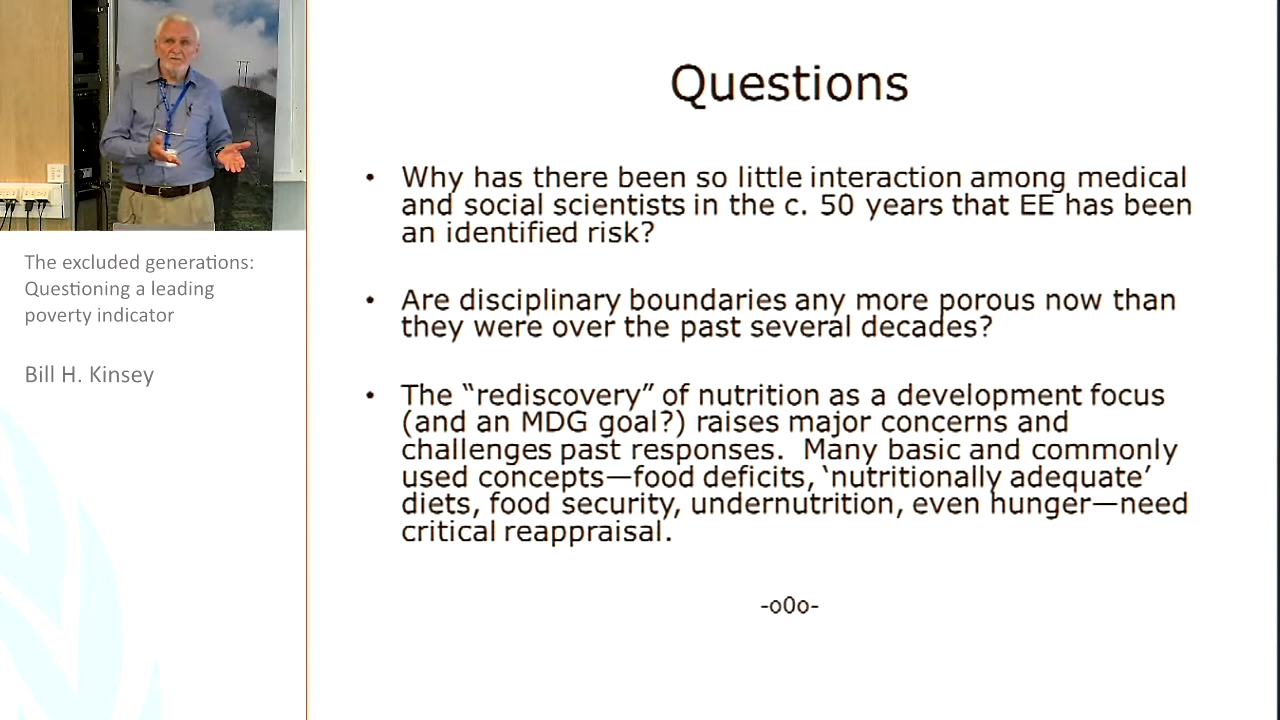 The excluded generations:
Questioning a leading
poverty indicator
Bill H. Kinsey
Questions
• Why has there been so little interaction among medical
and social scientists in the c. 50 years that EE has been
an identified risk?
• Are disciplinary boundaries any more porous now than
they were over the past several decades?
• The “rediscovery” of nutrition as a development focus
(and an MDG goal?) raises major concerns and
challenges past responses.  Many basic and commonly
used concepts—food deficits, ‘nutritionally adequate’
diets, food security, undernutrition, even hunger—need
critical reappraisal.
-o0o-